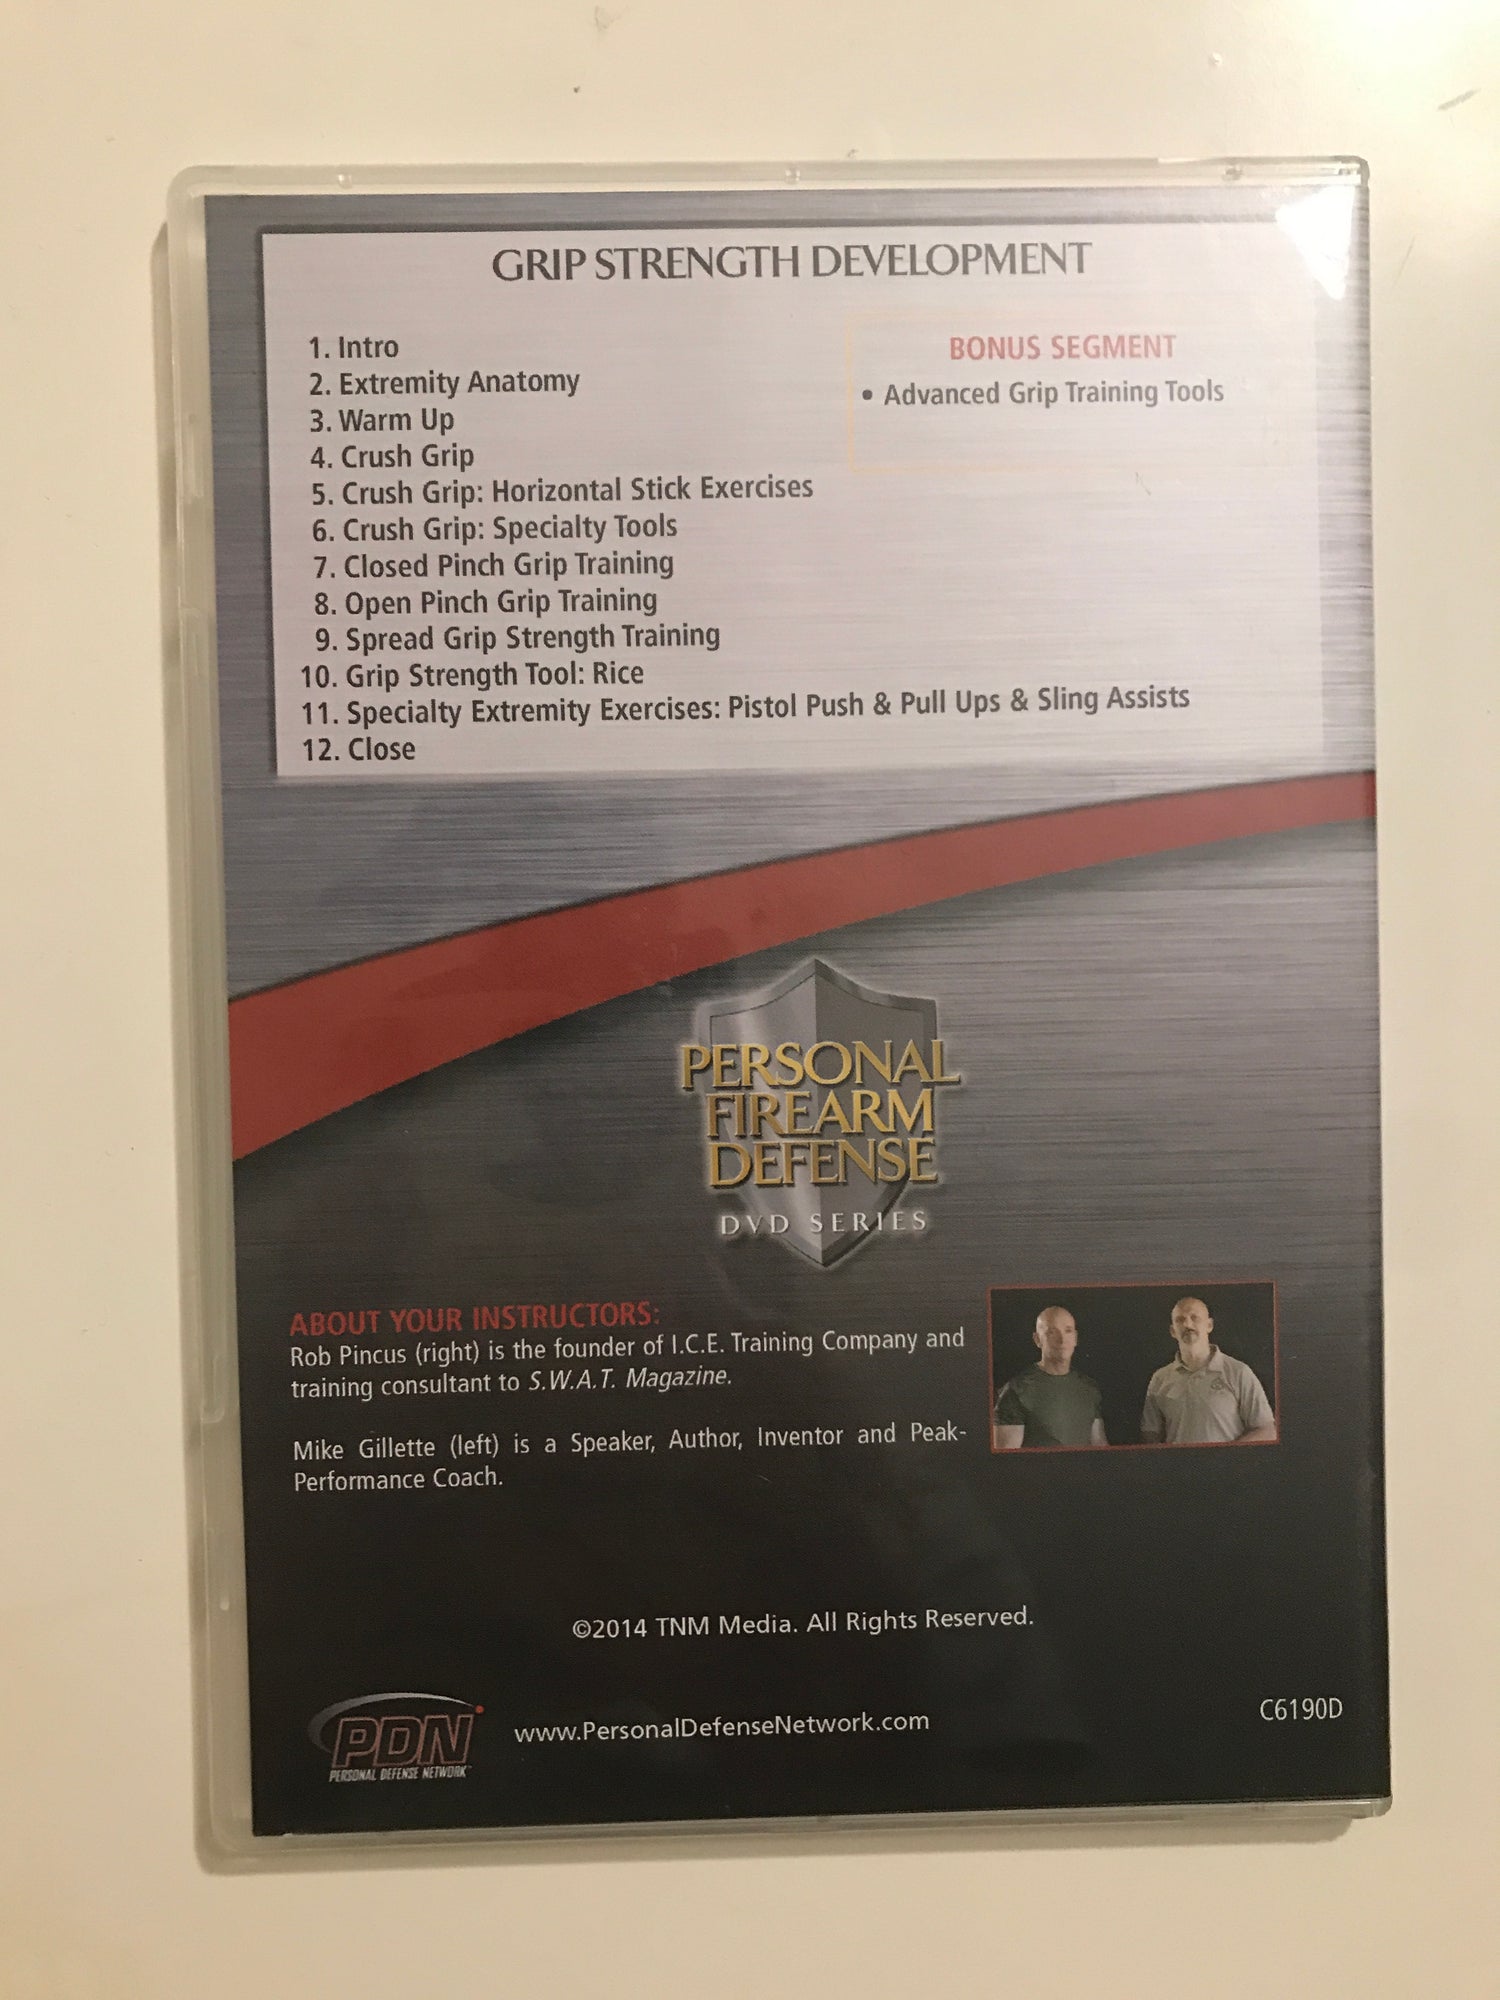 GRIP STRENGTH DEVELOPMENT
1. Intro
2. Extremity Anatomy
3. Warm Up
4. Crush Grip
5. Crush Grip: Horizontal Stick Exercises
6. Crush Grip: Specialty Tools
7. Closed Pinch Grip Training
8. Open Pinch Grip Training
9. Spread Grip Strength Training
10. Grip Strength Tool: Rice
11. Specialty Extremity Exercises: Pistol Push & Pull Ups & Sling Assists
12. Close
BONUS SEGMENT
• Advanced Grip Training Tools
PERSONAL
FIREARM
DEFENSE
DVD SERIES
ABOUT YOUR INSTRUCTORS:
Rob Pincus (right) is the founder of I.C.E. Training Company and
training consultant to S.W.A.T. Magazine.
Mike Gillette (left) is a Speaker, Author, Inventor and Peak-
Performance Coach.
©2014 TNM Media. All Rights Reserved.
PDN
PERSONAL DEFENSE NETWORK
www.PersonalDefenseNetwork.com
C6190D